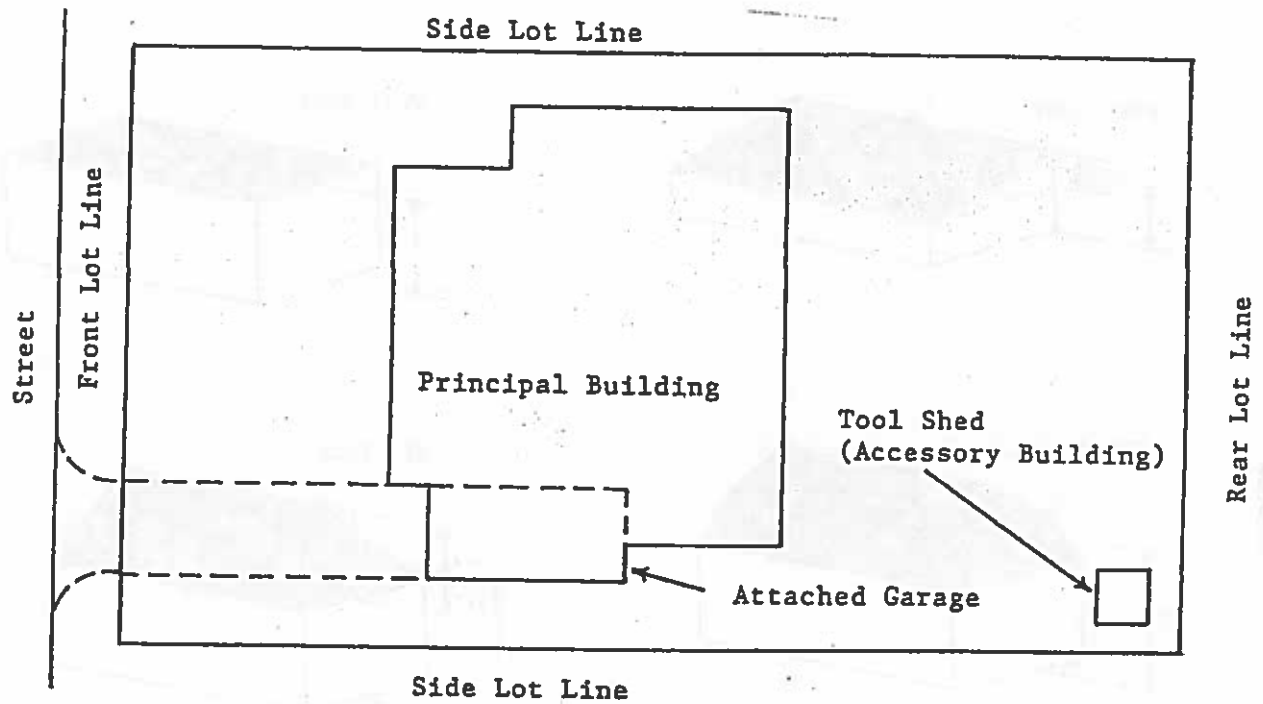 Side Lot Line
Street
Front Lot Line
Principal Building
Tool Shed
(Accessory Building)
Rear Lot Line
Attached Garage
Side Lot Line